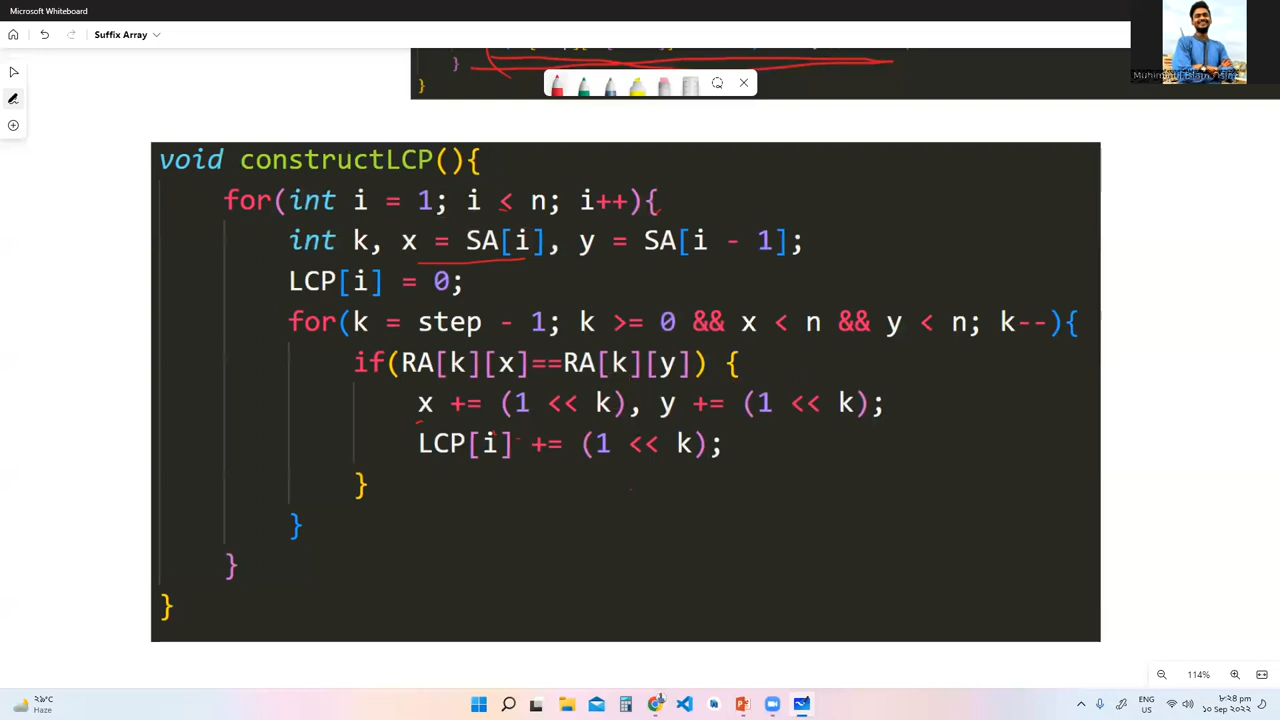 Microsoft Whiteboard
Suffix Array
}
}
void constructLCP(){
for(int i = 1; i < n; i++){
int k, x = SA[i], y = SA[i - 1];
LCP[i] = 0;
for(k = step - 1; k >= 0 && x < n && y < n; k--){
if(RA[k][x]==RA[k][y]) {
x += (1 << k), y += (1 << k);
LCP[i] += (1 << k);
}
}
}
}
114%
২৯°C
Haze
ENG
US